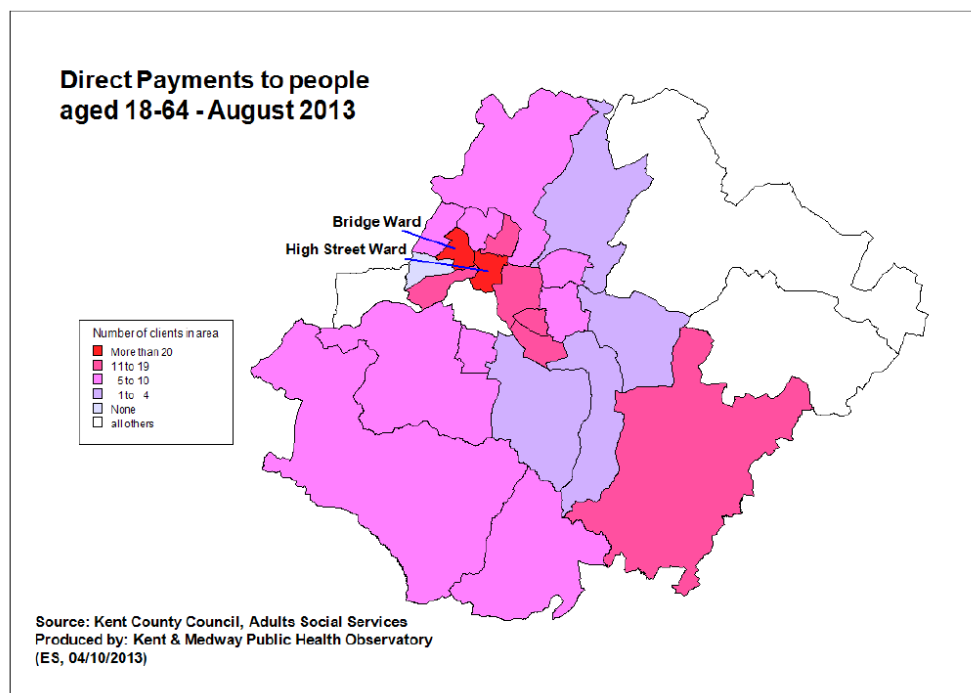 Direct Payments to people
aged 18-64 - August 2013
Bridge Ward
High Street Ward
Number of clients in area
More than 20
11 to 19
5 to 10
1 to 4
None
all others
Source: Kent County Council, Adults Social Services
Produced by: Kent & Medway Public Health Observatory
(ES, 04/10/2013)